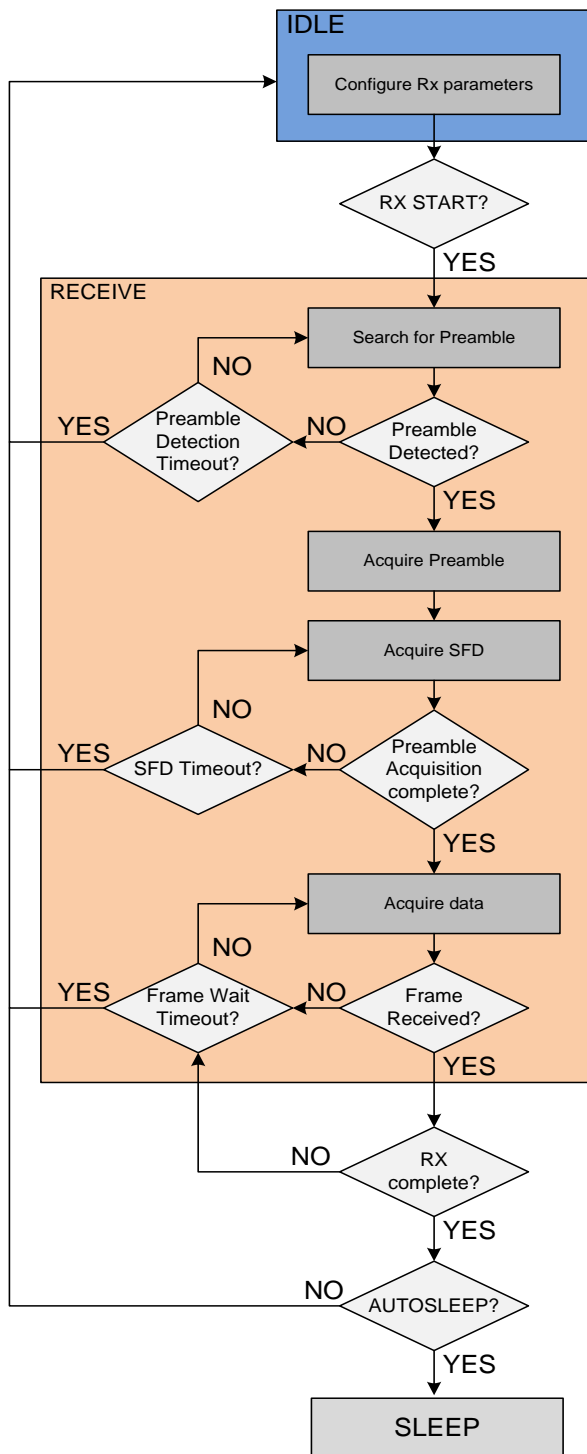 IDLE
Configure Rx parameters
RX START?
YES
RECEIVE
Search for Preamble
NO
YES
Preamble
Detection
Timeout?
NO
Preamble
Detected?
YES
Acquire Preamble
Acquire SFD
NO
YES
SFD Timeout?
NO
Preamble
Acquisition
complete?
YES
Acquire data
NO
YES
Frame Wait
Timeout?
NO
Frame
Received?
YES
NO
RX
complete?
YES
NO
AUTOSLEEP?
YES
SLEEP